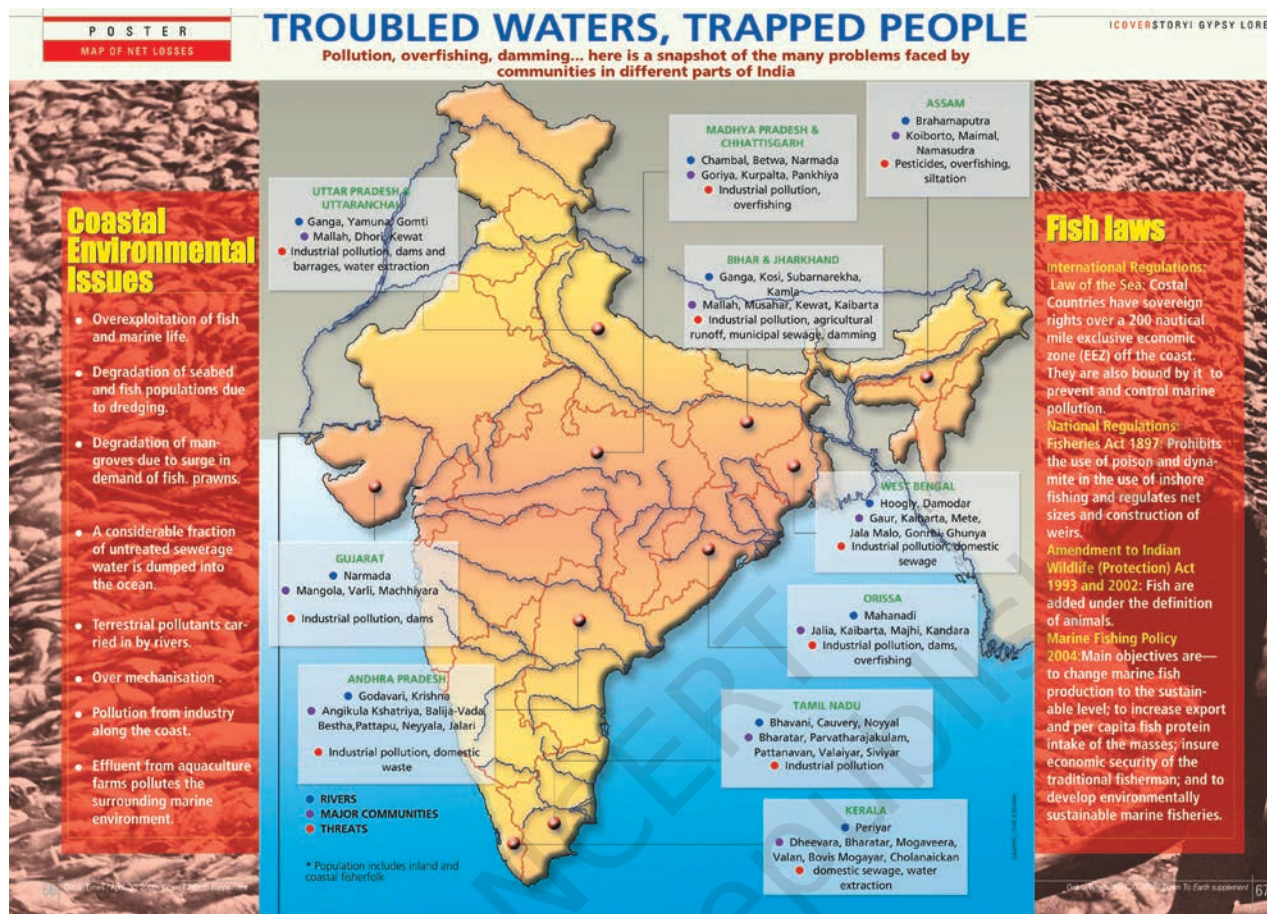 POSTER
MAP OF NET LOSSES
TROUBLED WATERS, TRAPPED PEOPLE
Pollution, overfishing, damming... here is a snapshot of the many problems faced by
communities in different parts of India
ICOVERSTORYI GYPSY LORE
Coastal
Environmental
Issues
• Overexploitation of fish
and marine life.
• Degradation of seabed
and fish populations due
to dredging.
• Degradation of man-
groves due to surge in
demand of fish. prawns.
• A considerable fraction
of untreated sewerage
water is dumped into
the ocean.
• Terrestrial pollutants car-
ried in by rivers.
• Over mechanisation .
• Pollution from industry
along the coast.
• Effluent from aquaculture
farms pollutes the
surrounding marine
environment.
UTTAR PRADESH &
UTTARANCHAL
Ganga, Yamuna, Gomti
Mallah, Dhori, Kewat
Industrial pollution, dams and
barrages, water extraction
MADHYA PRADESH &
CHHATTISGARH
Chambal, Betwa, Narmada
Goriya, Kurpalta, Pankhiya
Industrial pollution,
overfishing
ASSAM
Brahamaputra
Koiborto, Maimal,
Namasudra
Pesticides, overfishing,
siltation
BIHAR & JHARKHAND
Ganga, Kosi, Subarnarekha,
Kamla
Mallah, Musahar, Kewat, Kaibarta
Industrial pollution, agricultural
runoff, municipal sewage, damming
GUJARAT
Narmada
Mangola, Varli, Machhiyara
Industrial pollution, dams
WEST BENGAL
Hoogly, Damodar
Gaur, Kaibarta, Mete,
Jala Malo, Gonrhi, Ghunya
Industrial pollution, domestic
sewage
ORISSA
Mahanadi
Jalia, Kaibarta, Majhi, Kandara
Industrial pollution, dams,
overfishing
ANDHRA PRADESH
Godavari, Krishna
Angikula Kshatriya, Balija-Vada,
Bestha,Pattapu, Neyyala, Jalari
Industrial pollution, domestic
waste
TAMIL NADU
Bhavani, Cauvery, Noyyal
Bharatar, Parvatharajakulam,
Pattanavan, Valaiyar, Siviyar
Industrial pollution
KERALA
Periyar
Dheevara, Bharatar, Mogaveera,
Valan, Bovis Mogayar, Cholanaickan
domestic sewage, water
extraction
RIVERS
MAJOR COMMUNITIES
THREATS
* Population includes inland and
coastal fisherfolk
Fish laws
International Regulations:
Law of the Sea: Costal
Countries have sovereign
rights over a 200 nautical
mile exclusive economic
zone (EEZ) off the coast.
They are also bound by it to
prevent and control marine
pollution.
National Regulations:
Fisheries Act 1897: Prohibits
the use of poison and dyna-
mite in the use of inshore
fishing and regulates net
sizes and construction of
weirs.
Amendment to Indian
Wildlife (Protection) Act
1993 and 2002: Fish are
added under the definition
of animals.
Marine Fishing Policy
2004:Main objectives are—
to change marine fish
production to the sustain-
able level; to increase export
and per capita fish protein
intake of the masses; insure
economic security of the
traditional fisherman; and to
develop environmentally
sustainable marine fisheries.
66
Down To Earth supplement
67
NCERT